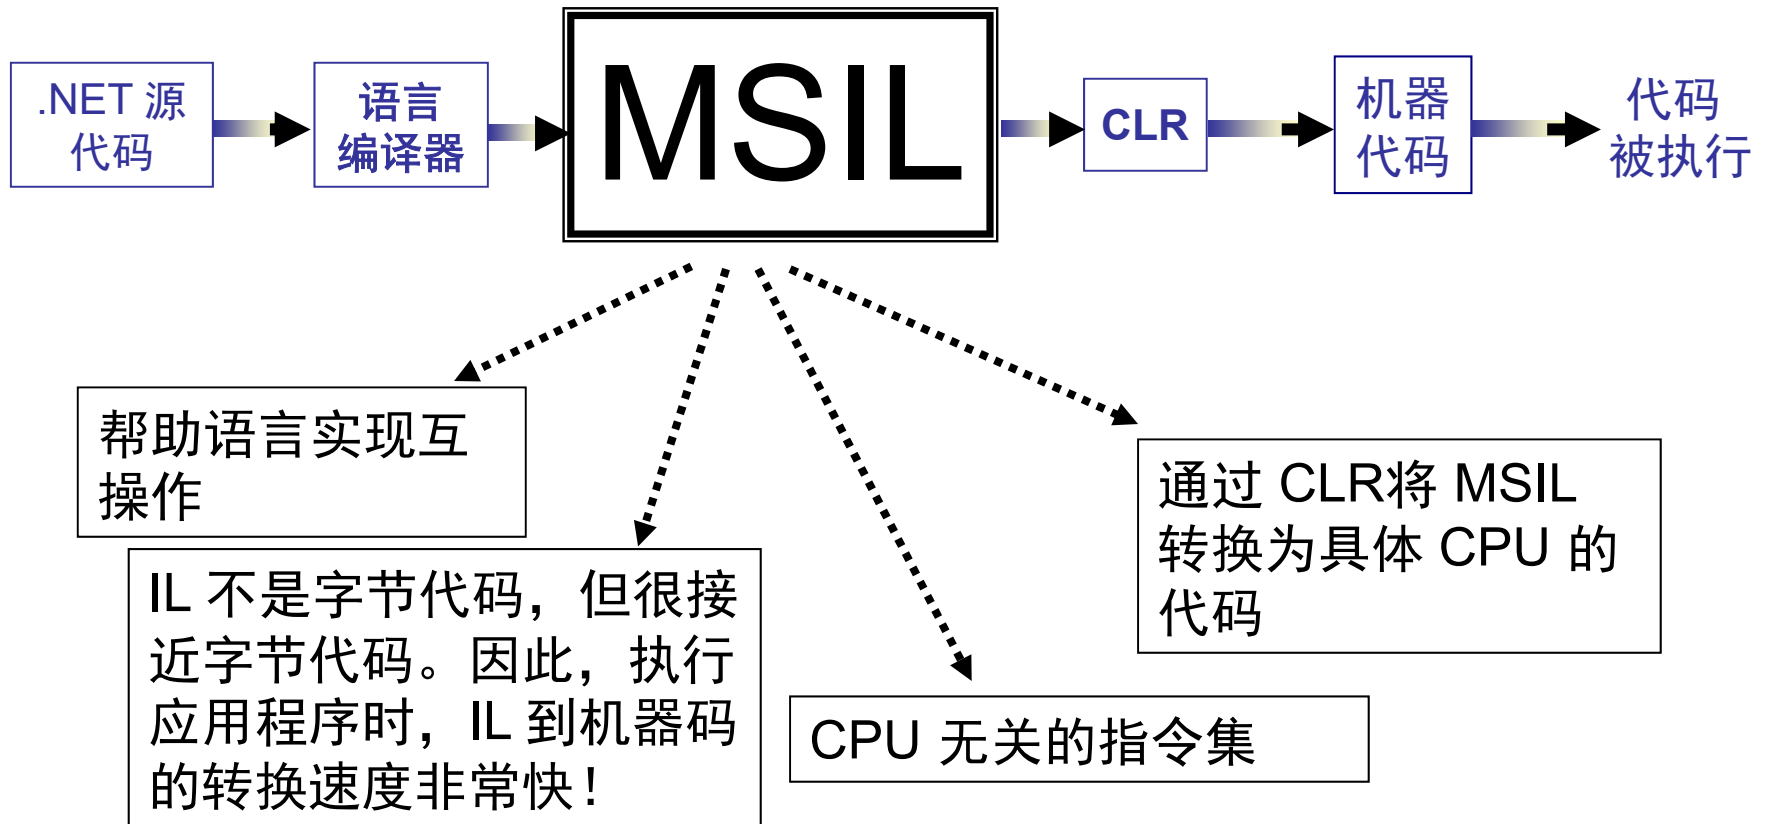 .NET 源
代码
语言
编译器
MSIL
CLR
机器
代码
代码
被执行
帮助语言实现互
操作
IL 不是字节代码，但很接
近字节代码。因此，执行
应用程序时，IL 到机器码
的转换速度非常快！
CPU 无关的指令集
通过 CLR将 MSIL
转换为具体 CPU 的
代码